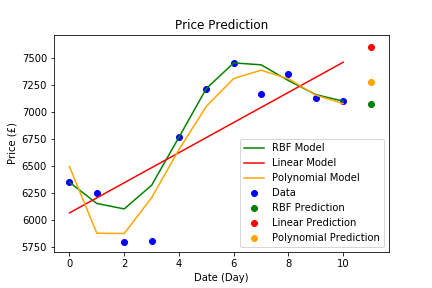 Price Prediction
Price (£)
7500
7250
7000
6750
6500
6250
6000
5750
RBF Model
Linear Model
Polynomial Model
Data
RBF Prediction
Linear Prediction
Polynomial Prediction
0 2 4 6 8 10
Date (Day)